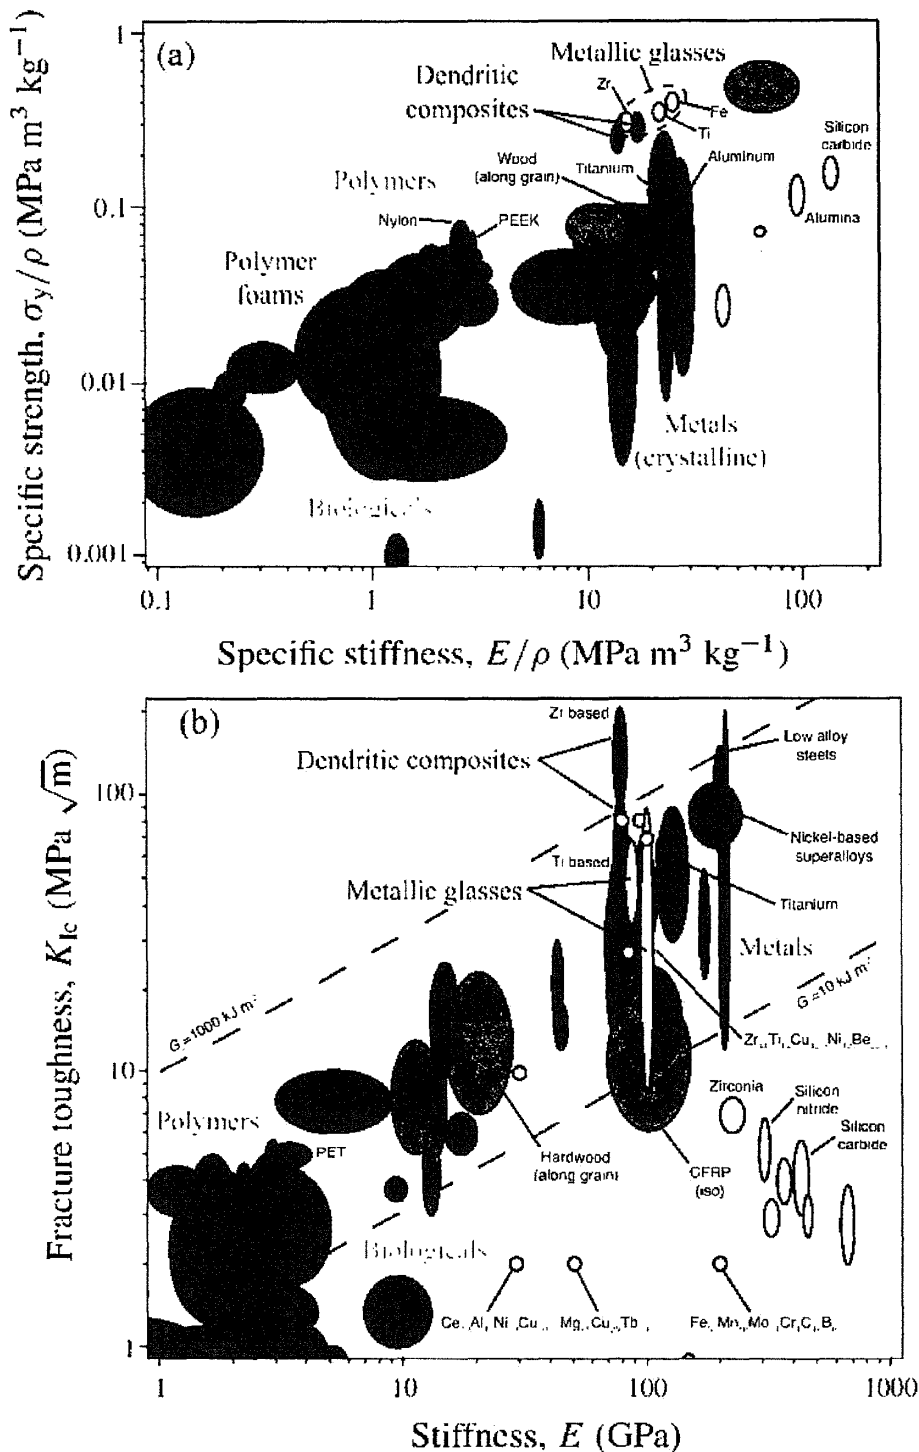 (a)
Metallic glasses
Dendritic
composites
Zr
Fe
Ti
Silicon
carbide
Wood
(along grain)
Titanium
Aluminum
Polymers
Nylon
PEEK
Alumina
Polymer
foams
Metals
(crystalline)
Biologicals
1
0.1
0.01
0.001
Specific strength, σy/ρ (MPa m³ kg⁻¹)
0.1
1
10
100
Specific stiffness, E/ρ (MPa m³ kg⁻¹)
(b)
Zr based
Low alloy
steels
Dendritic composites
Nickel-based
superalloys
Ti based
Metallic glasses
Titanium
Metals
Zirconia
Silicon
nitride
Silicon
carbide
Polymers
PET
Hardwood
(along grain)
CFRP
(iso)
Biologicals
100
10
1
Fracture toughness, KIc (MPa √m)
1
10
100
1000
Stiffness, E (GPa)